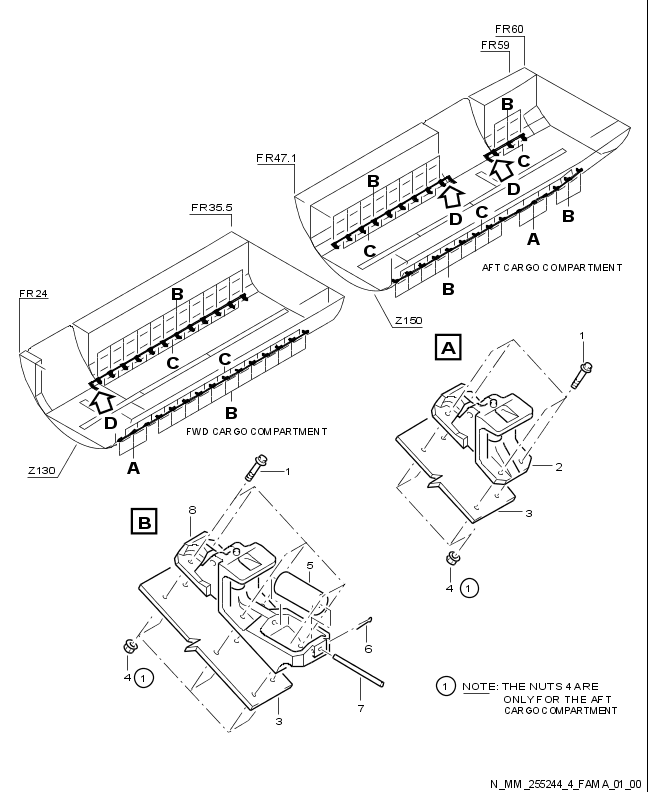 FR60
FR59
B
C
D
FR47.1
B
D
C
C
B
A
B
AFT CARGO COMPARTMENT
Z150
FR35.5
FR24
B
C
C
D
B
FWD CARGO COMPARTMENT
A
Z130
A
1
2
3
4 1
B
1
8
5
6
7
4 1
3
1 NOTE: THE NUTS 4 ARE
ONLY FOR THE AFT
CARGO COMPARTMENT
N_MM_255244_4_FAMA_01_00